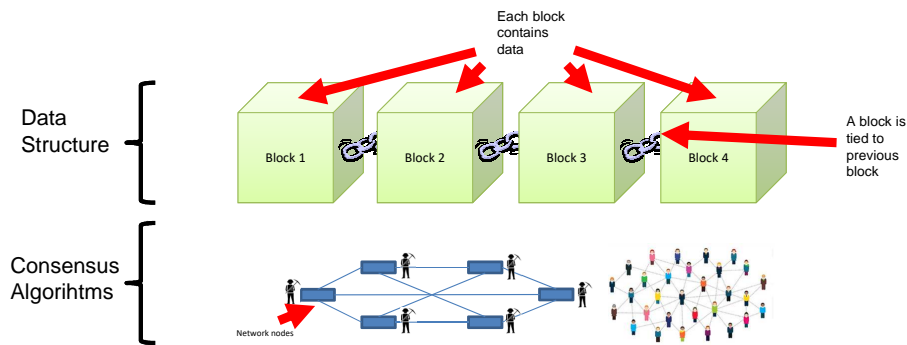 Each block
contains
data
Data
Structure
Block 1
Block 2
Block 3
Block 4
A block is
tied to
previous
block
Consensus
Algorihtms
Network nodes